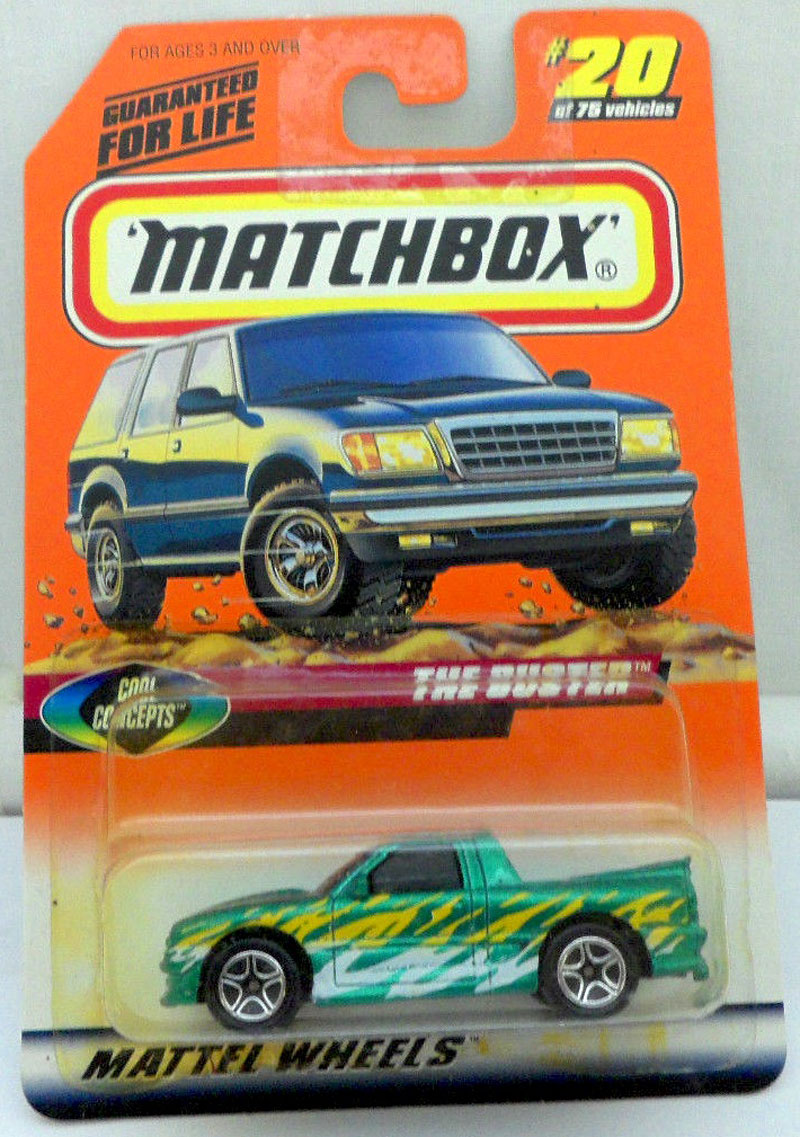 FOR AGES 3 AND OVER
GUARANTEED
FOR LIFE
#20
of 75 vehicles
'MATCHBOX'®
THE BUSTER™
COOL
CONCEPTS™
MATTEL WHEELS™